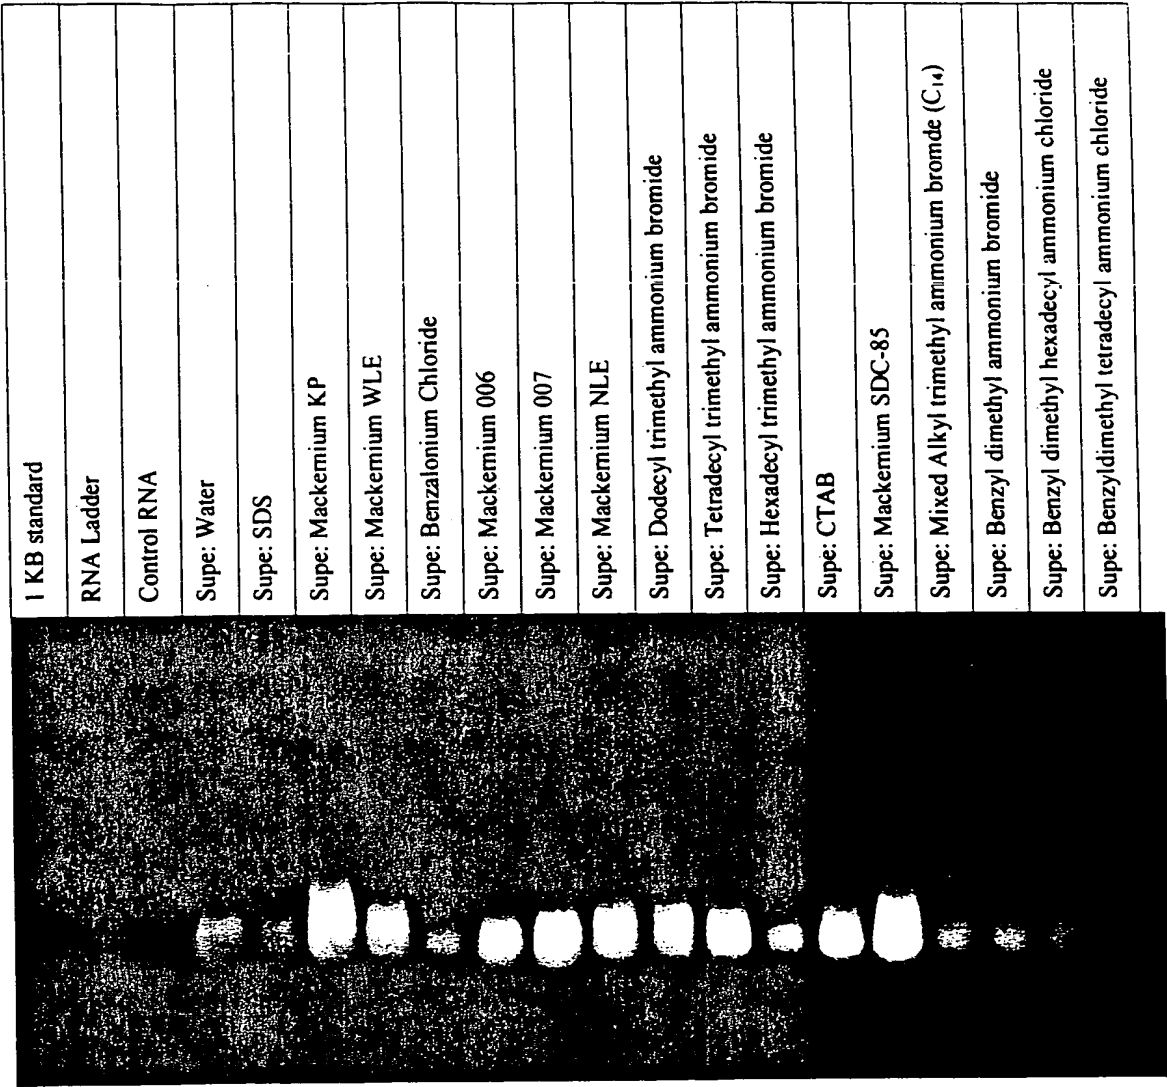 1 KB standard
RNA Ladder
Control RNA
Supe: Water
Supe: SDS
Supe: Mackernium KP
Supe: Mackernium WLE
Supe: Benzalonium Chloride
Supe: Mackernium 006
Supe: Mackernium 007
Supe: Mackernium NLE
Supe: Dodecyl trimethyl ammonium bromide
Supe: Tetradecyl trimethyl ammonium bromide
Supe: Hexadecyl trimethyl ammonium bromide
Supe: CTAB
Supe: Mackernium SDC-85
Supe: Mixed Alkyl trimethyl ammonium bromde (C₁₄)
Supe: Benzyl dimethyl ammonium bromide
Supe: Benzyl dimethyl hexadecyl ammonium chloride
Supe: Benzyldimethyl tetradecyl ammonium chloride